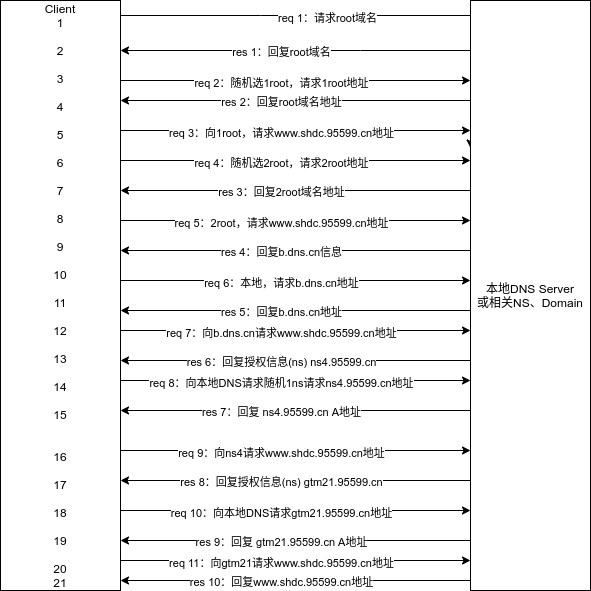 Client
1
req 1：请求root域名
2
res 1：回复root域名
3
req 2：随机选1root，请求1root地址
4
res 2：回复root域名地址
5
req 3：向1root，请求www.shdc.95599.cn地址
6
req 4：随机选2root，请求2root地址
7
res 3：回复2root域名地址
8
req 5：2root，请求www.shdc.95599.cn地址
9
res 4：回复b.dns.cn信息
10
req 6：本地，请求b.dns.cn地址
本地DNS Server
或相关NS、Domain
11
res 5：回复b.dns.cn地址
12
req 7：向b.dns.cn请求www.shdc.95599.cn地址
13
res 6：回复授权信息(ns) ns4.95599.cn
14
req 8：向本地DNS请求随机1ns请求ns4.95599.cn地址
15
res 7：回复 ns4.95599.cn A地址
16
req 9：向ns4请求www.shdc.95599.cn地址
17
res 8：回复授权信息(ns) gtm21.95599.cn
18
req 10：向本地DNS请求gtm21.95599.cn地址
19
res 9：回复 gtm21.95599.cn A地址
20
req 11：向gtm21请求www.shdc.95599.cn地址
21
res 10：回复www.shdc.95599.cn地址